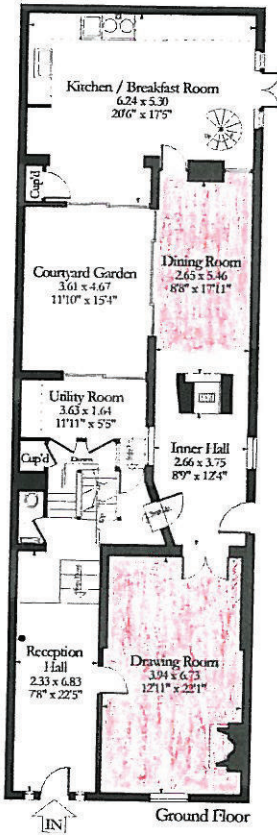 Kitchen / Breakfast Room
6.24 x 5.30
20'6" x 17'5"
Cup'd
Dining Room
2.65 x 5.46
8'8" x 17'11"
Courtyard Garden
3.61 x 4.67
11'10" x 15'4"
Utility Room
3.63 x 1.64
11'11" x 5'5"
Cup'd
Inner Hall
2.66 x 3.75
8'9" x 12'4"
Reception
Hall
2.33 x 6.83
7'8" x 22'5"
Drawing Room
3.94 x 6.73
12'11" x 22'1"
IN
Ground Floor